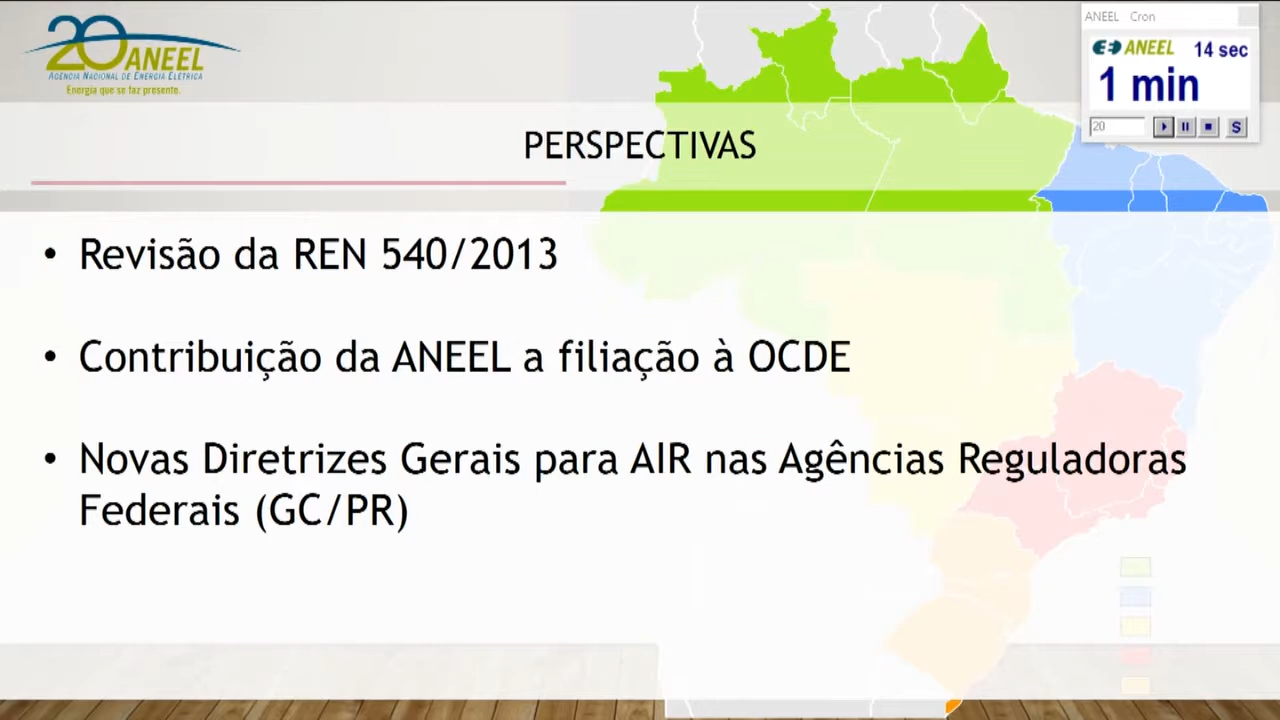 20 ANEEL
AGÊNCIA NACIONAL DE ENERGIA ELÉTRICA
Energia que se faz presente.
ANEEL Cron
ANEEL 14 sec
1 min
20
S
PERSPECTIVAS
• Revisão da REN 540/2013
• Contribuição da ANEEL a filiação à OCDE
• Novas Diretrizes Gerais para AIR nas Agências Reguladoras
Federais (GC/PR)